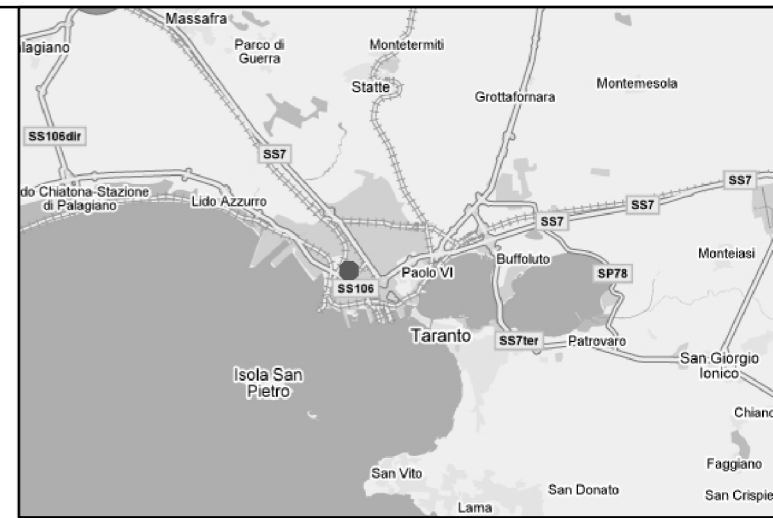 Massafra
alagiano
Parco di
Guerra
Montetermiti
Statte
Grottafornara
Montemesola
SS106dir
SS7
SS7
SS7
SS7
do Chiatona-Stazione
di Palagiano
Lido Azzurro
Paolo VI
Buffoluto
Monteiasi
SP78
SS106
Taranto
SS7ter
Patrovaro
San Giorgio
Ionico
Isola San
Pietro
Chiano
Faggiano
San Vito
San Donato
San Crispie
Lama